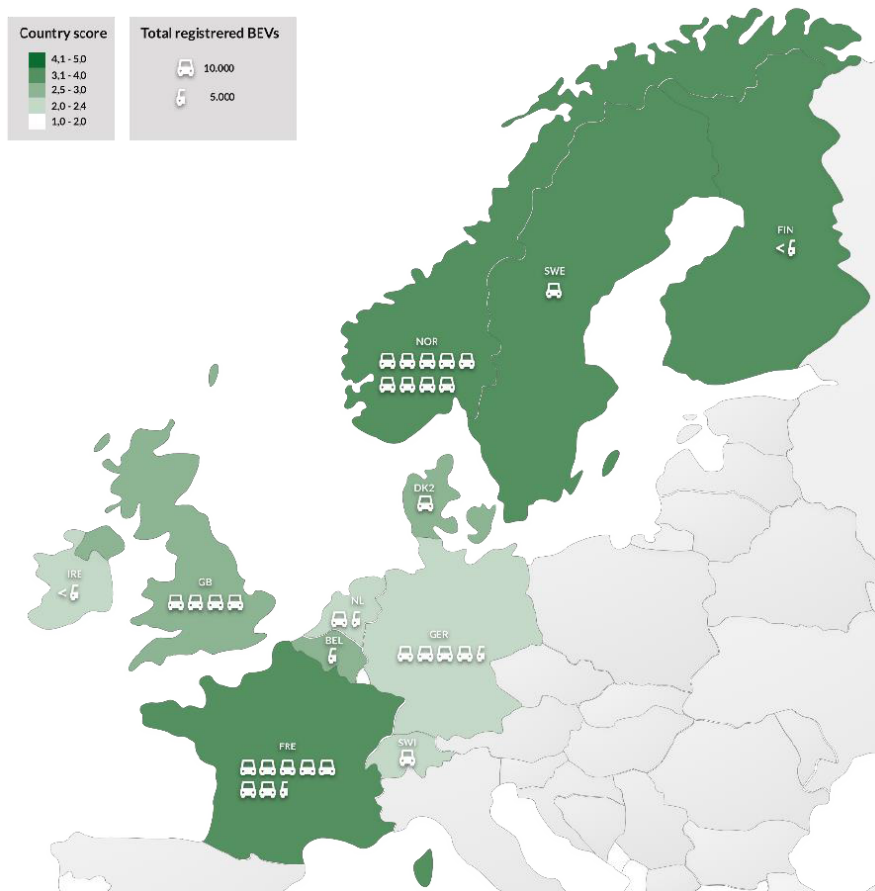 Country score
4,1 - 5,0
3,1 - 4,0
2,5 - 3,0
2,0 - 2,4
1,0 - 2,0
Total registrered BEVs
10.000
5.000
FIN
<
SWE
NOR
DK2
IRE
<
GB
NL
BEL
GER
FRE
SWI